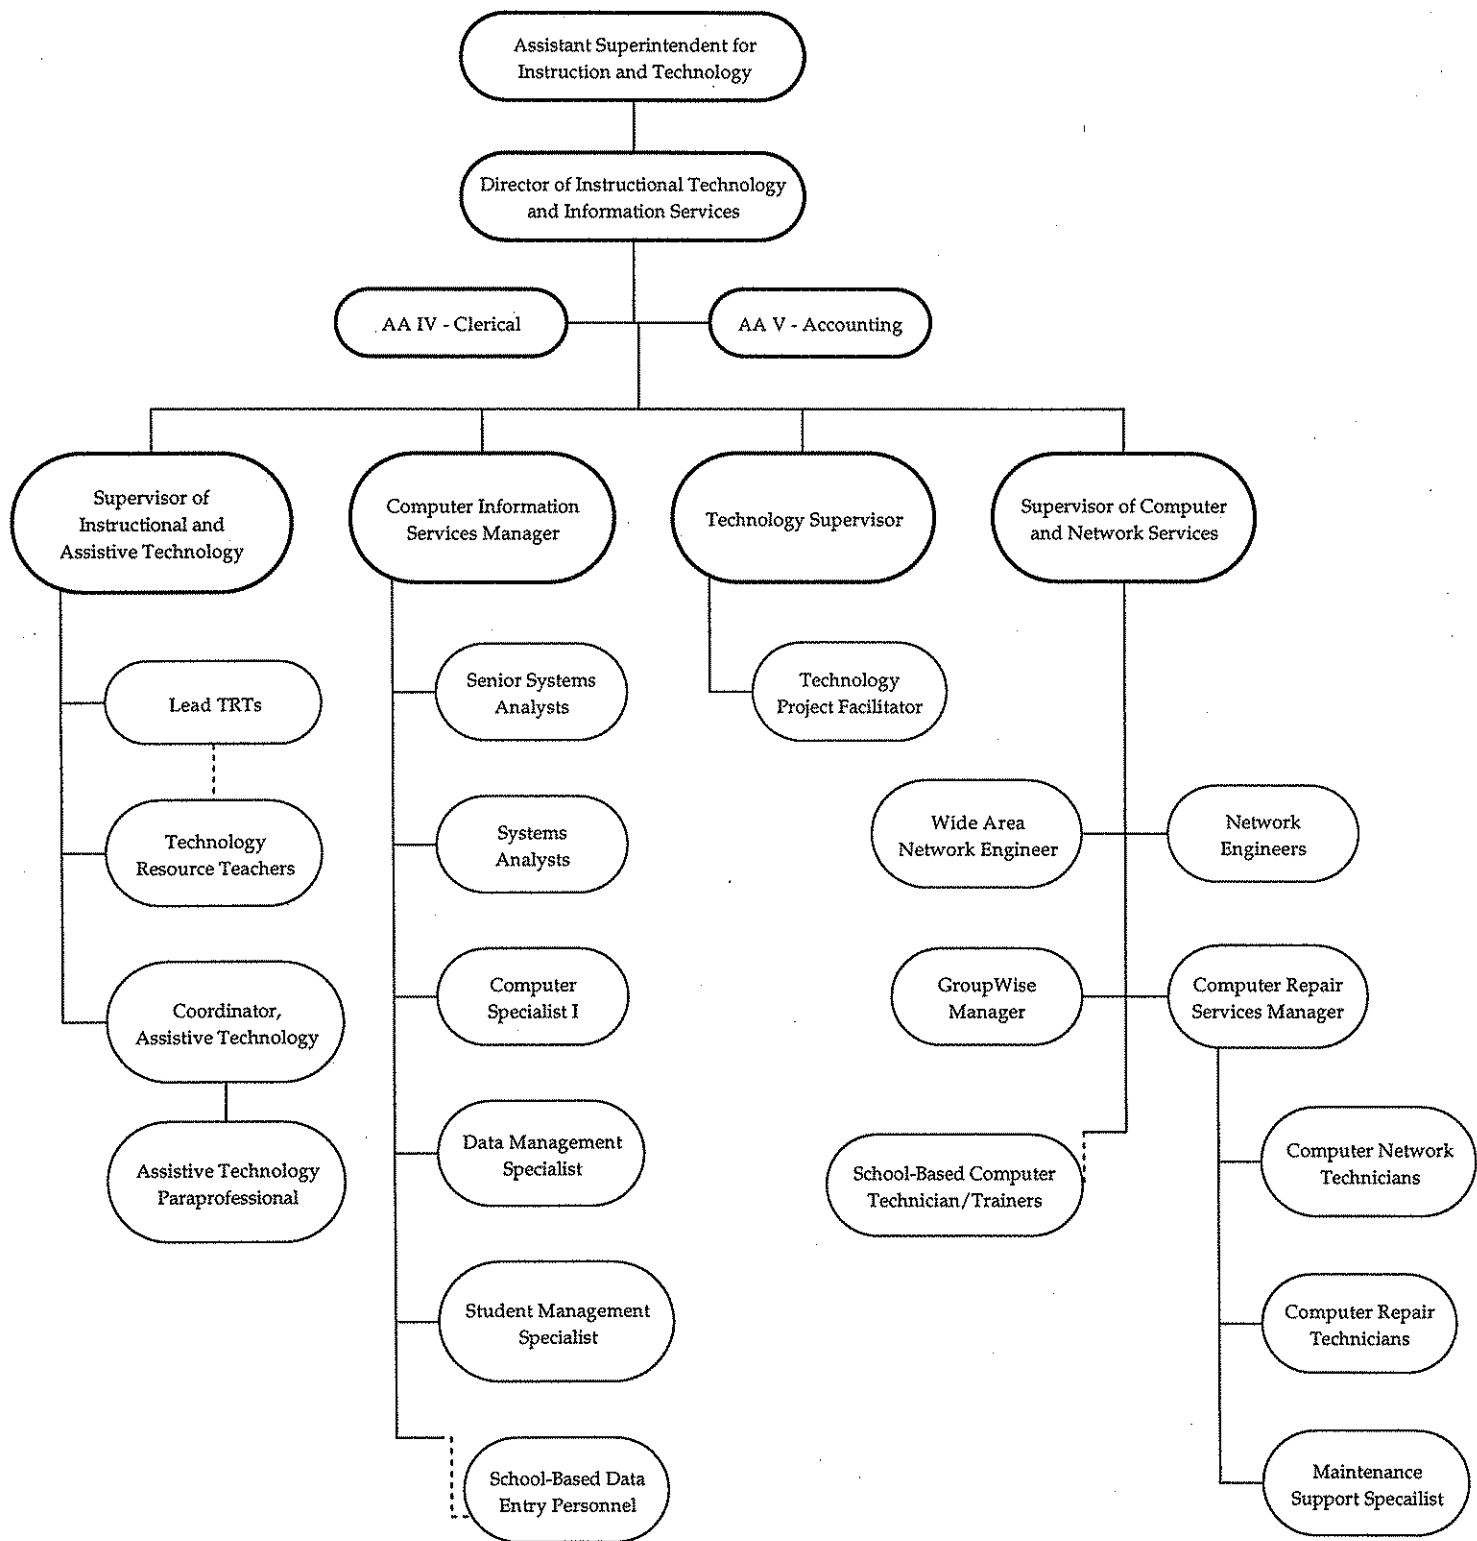 Assistant Superintendent for
Instruction and Technology
Director of Instructional Technology
and Information Services
AA IV - Clerical
AA V - Accounting
Supervisor of
Instructional and
Assistive Technology
Computer Information
Services Manager
Technology Supervisor
Supervisor of Computer
and Network Services
Lead TRTs
Technology
Resource Teachers
Coordinator,
Assistive Technology
Assistive Technology
Paraprofessional
Senior Systems
Analysts
Systems
Analysts
Computer
Specialist I
Data Management
Specialist
Student Management
Specialist
School-Based Data
Entry Personnel
Technology
Project Facilitator
Wide Area
Network Engineer
Network
Engineers
GroupWise
Manager
Computer Repair
Services Manager
School-Based Computer
Technician/Trainers
Computer Network
Technicians
Computer Repair
Technicians
Maintenance
Support Specailist